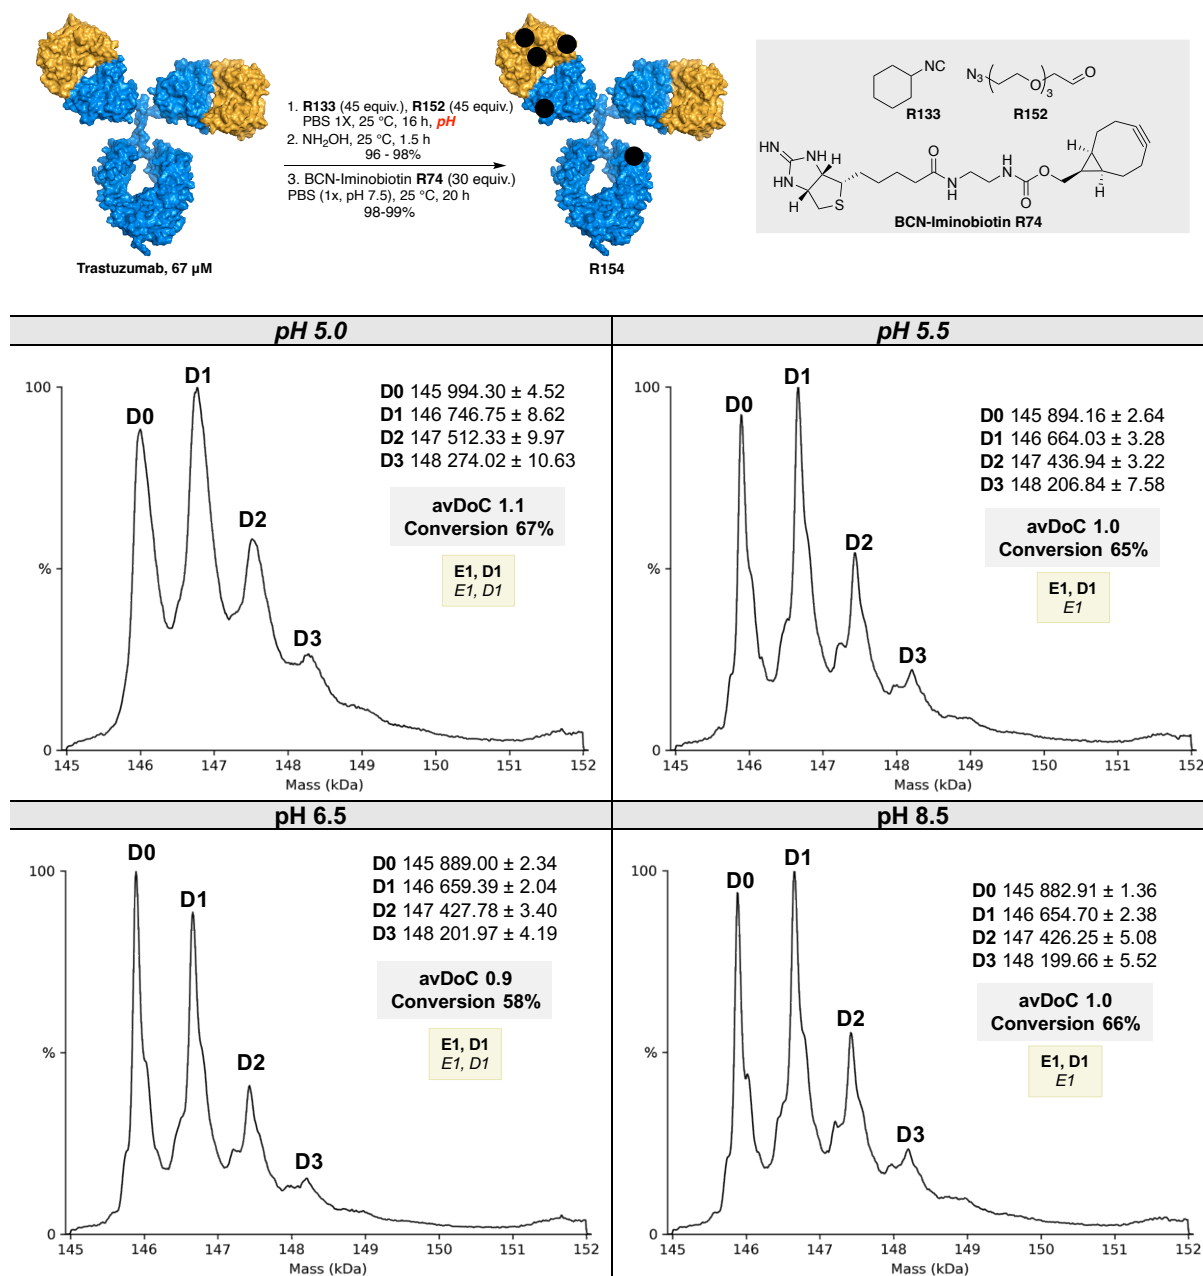 1. R133 (45 equiv.), R152 (45 equiv.)
PBS 1X, 25 °C, 16 h, pH
2. NH2OH, 25 °C, 1.5 h
96 - 98%
3. BCN-Iminobiotin R74 (30 equiv.)
PBS (1x, pH 7.5), 25 °C, 20 h
98-99%
Trastuzumab, 67 µM
R154
NC
R133
N3
O
3
O
R152
NH
NH
HN
H
H
S
O
N
H
H
N
O
O
H
H
BCN-Iminobiotin R74
pH 5.0
D0 145 994.30 ± 4.52
D1 146 746.75 ± 8.62
D2 147 512.33 ± 9.97
D3 148 274.02 ± 10.63
avDoC 1.1
Conversion 67%
E1, D1
E1, D1
D0
D1
D2
D3
100
%
0
145 146 147 148 149 150 151 152
Mass (kDa)
pH 5.5
D0 145 894.16 ± 2.64
D1 146 664.03 ± 3.28
D2 147 436.94 ± 3.22
D3 148 206.84 ± 7.58
avDoC 1.0
Conversion 65%
E1, D1
E1
D0
D1
D2
D3
100
%
0
145 146 147 148 149 150 151 152
Mass (kDa)
pH 6.5
D0 145 889.00 ± 2.34
D1 146 659.39 ± 2.04
D2 147 427.78 ± 3.40
D3 148 201.97 ± 4.19
avDoC 0.9
Conversion 58%
E1, D1
E1, D1
D0
D1
D2
D3
100
%
0
145 146 147 148 149 150 151 152
Mass (kDa)
pH 8.5
D0 145 882.91 ± 1.36
D1 146 654.70 ± 2.38
D2 147 426.25 ± 5.08
D3 148 199.66 ± 5.52
avDoC 1.0
Conversion 66%
E1, D1
E1
D0
D1
D2
D3
100
%
0
145 146 147 148 149 150 151 152
Mass (kDa)